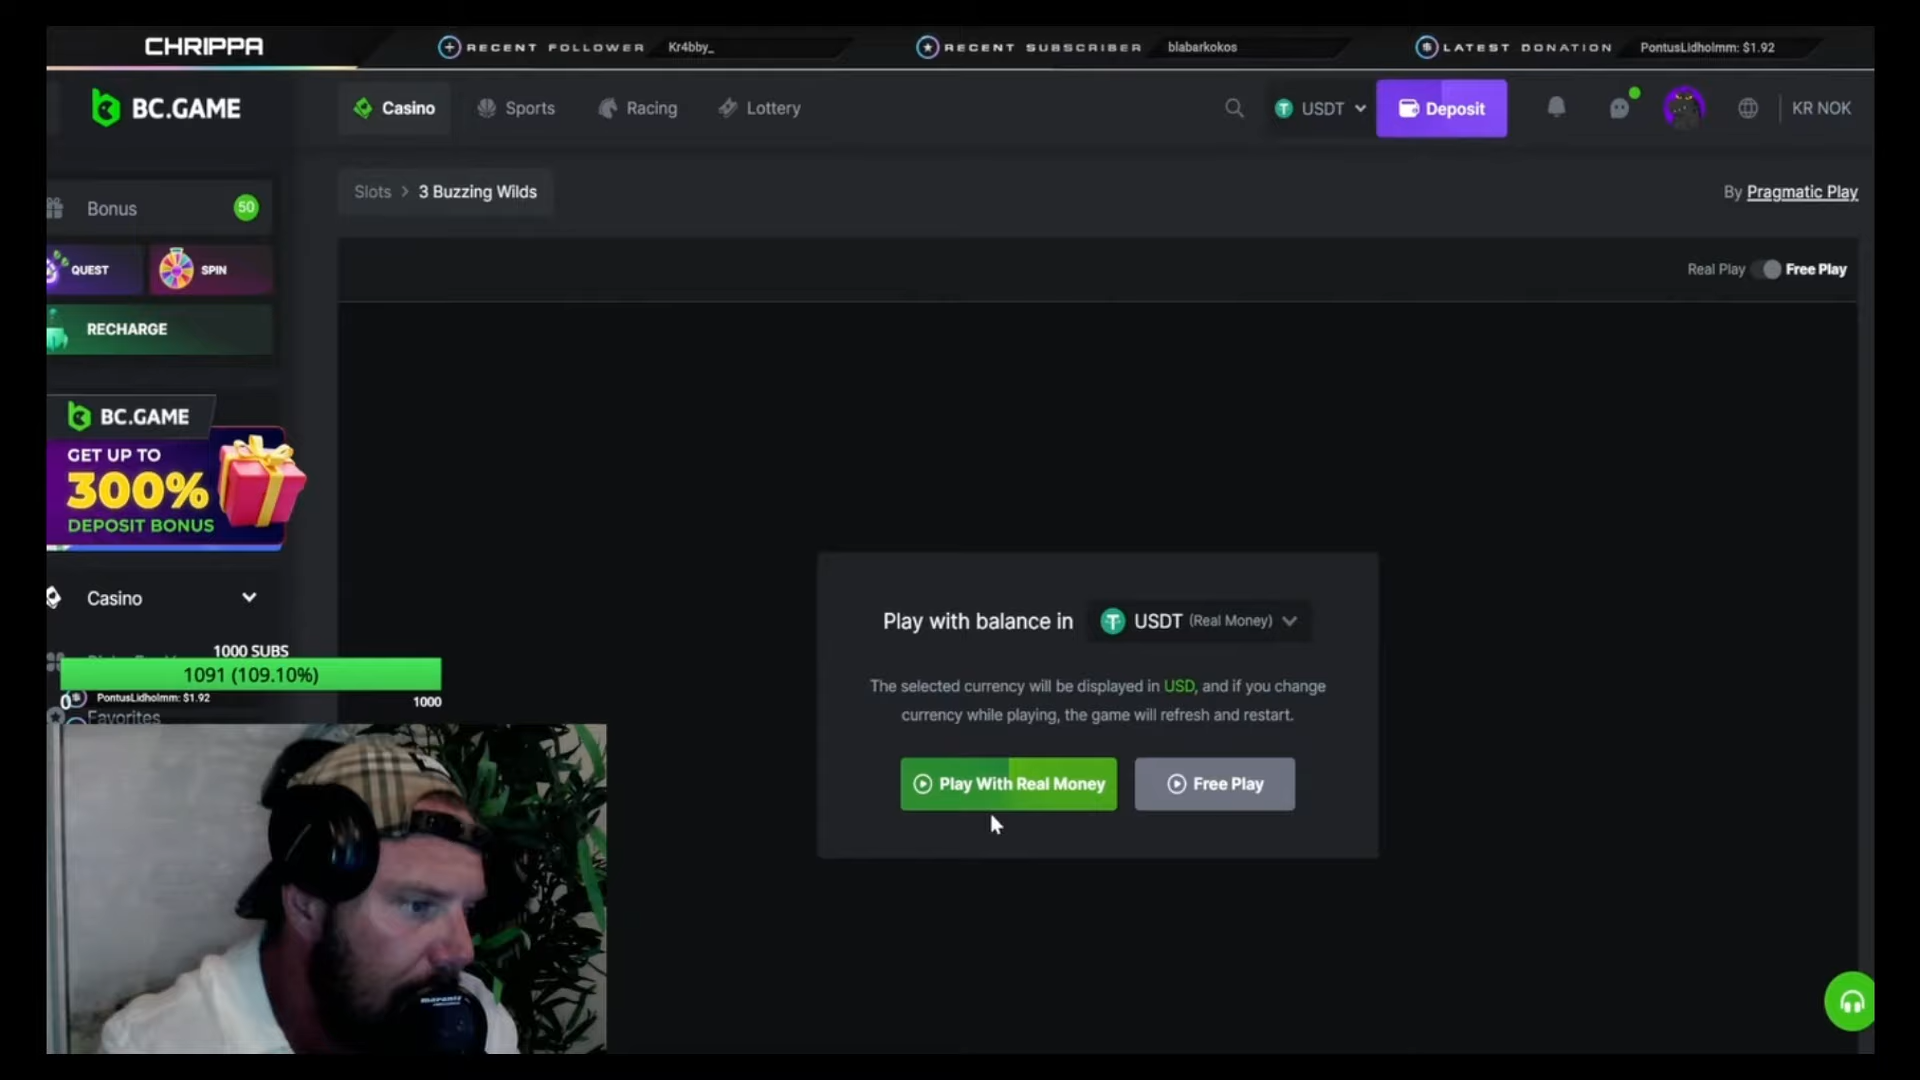 CHRIPPA
RECENT FOLLOWER Kr4bby_
RECENT SUBSCRIBER blabarkokos
LATEST DONATION PontusLidholmm: $1.92
BC.GAME
Casino
Sports
Racing
Lottery
USDT
Deposit
KR NOK
Slots > 3 Buzzing Wilds
By Pragmatic Play
Bonus 50
QUEST
SPIN
Real Play Free Play
RECHARGE
BC.GAME
GET UP TO
300%
DEPOSIT BONUS
Casino
1000 SUBS
1091 (109.10%)
0
1000
PontusLidholmm: $1.92
Favorites
Play with balance in USDT (Real Money)
The selected currency will be displayed in USD, and if you change
currency while playing, the game will refresh and restart.
Play With Real Money
Free Play
marantz